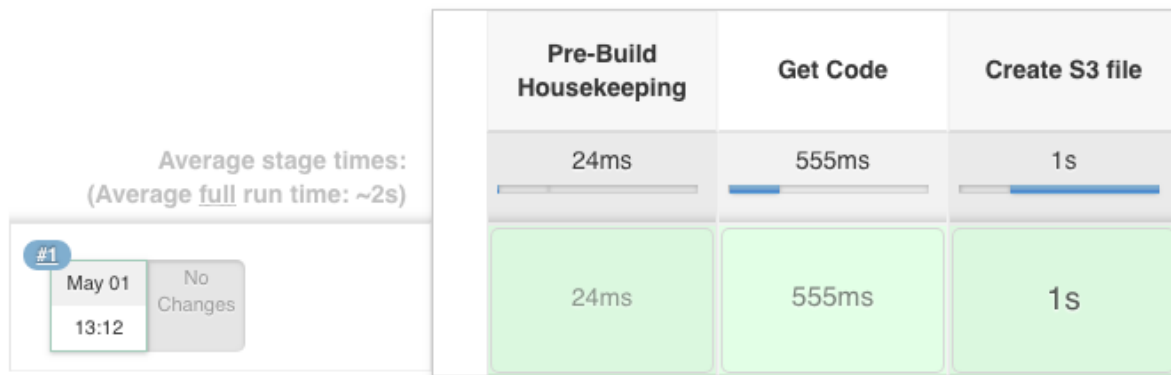 Pre-Build
Housekeeping
Get Code
Create S3 file
Average stage times:
(Average full run time: ~2s)
24ms
555ms
1s
#1
May 01
No
Changes
13:12
24ms
555ms
1s